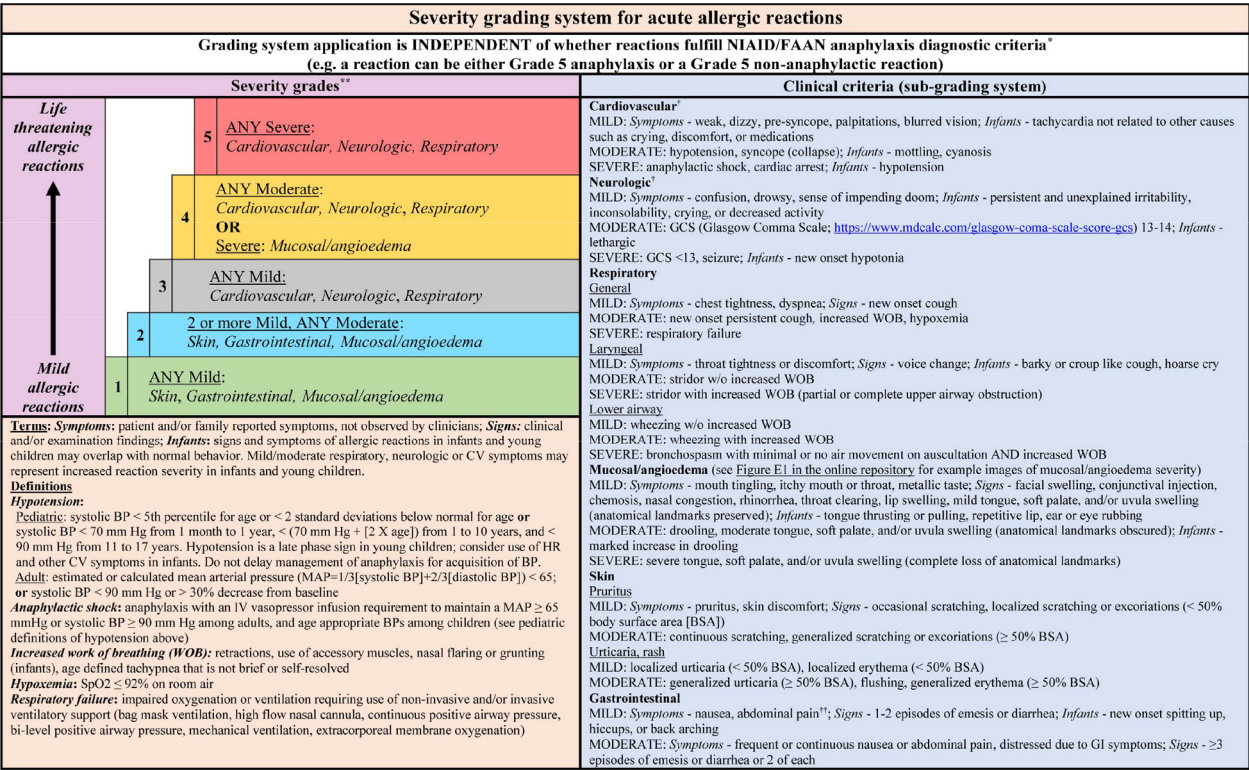 Severity grading system for acute allergic reactions
Grading system application is INDEPENDENT of whether reactions fulfill NIAID/FAAN anaphylaxis diagnostic criteria*
(e.g. a reaction can be either Grade 5 anaphylaxis or a Grade 5 non-anaphylactic reaction)
Severity grades**
Life
threatening
allergic
reactions
Mild
allergic
reactions
5
ANY Severe:
Cardiovascular, Neurologic, Respiratory
4
ANY Moderate:
Cardiovascular, Neurologic, Respiratory
OR
Severe: Mucosal/angioedema
3
ANY Mild:
Cardiovascular, Neurologic, Respiratory
2
2 or more Mild, ANY Moderate:
Skin, Gastrointestinal, Mucosal/angioedema
1
ANY Mild:
Skin, Gastrointestinal, Mucosal/angioedema
Terms: Symptoms: patient and/or family reported symptoms, not observed by clinicians; Signs: clinical
and/or examination findings; Infants: signs and symptoms of allergic reactions in infants and young
children may overlap with normal behavior. Mild/moderate respiratory, neurologic or CV symptoms may
represent increased reaction severity in infants and young children.
Definitions
Hypotension:
Pediatric: systolic BP < 5th percentile for age or < 2 standard deviations below normal for age or
systolic BP < 70 mm Hg from 1 month to 1 year, < (70 mm Hg + [2 X age]) from 1 to 10 years, and <
90 mm Hg from 11 to 17 years. Hypotension is a late phase sign in young children; consider use of HR
and other CV symptoms in infants. Do not delay management of anaphylaxis for acquisition of BP.
Adult: estimated or calculated mean arterial pressure (MAP=1/3[systolic BP]+2/3[diastolic BP]) < 65;
or systolic BP < 90 mm Hg or > 30% decrease from baseline
Anaphylactic shock: anaphylaxis with an IV vasopressor infusion requirement to maintain a MAP ≥ 65
mmHg or systolic BP ≥ 90 mm Hg among adults, and age appropriate BPs among children (see pediatric
definitions of hypotension above)
Increased work of breathing (WOB): retractions, use of accessory muscles, nasal flaring or grunting
(infants), age defined tachypnea that is not brief or self-resolved
Hypoxemia: SpO2 ≤ 92% on room air
Respiratory failure: impaired oxygenation or ventilation requiring use of non-invasive and/or invasive
ventilatory support (bag mask ventilation, high flow nasal cannula, continuous positive airway pressure,
bi-level positive airway pressure, mechanical ventilation, extracorporeal membrane oxygenation)
Clinical criteria (sub-grading system)
Cardiovascular†
MILD: Symptoms - weak, dizzy, pre-syncope, palpitations, blurred vision; Infants - tachycardia not related to other causes
such as crying, discomfort, or medications
MODERATE: hypotension, syncope (collapse); Infants - mottling, cyanosis
SEVERE: anaphylactic shock, cardiac arrest; Infants - hypotension
Neurologic†
MILD: Symptoms - confusion, drowsy, sense of impending doom; Infants - persistent and unexplained irritability,
inconsolability, crying, or decreased activity
MODERATE: GCS (Glasgow Comma Scale; https://www.mdcalc.com/glasgow-coma-scale-score-gcs) 13-14; Infants -
lethargic
SEVERE: GCS <13, seizure; Infants - new onset hypotonia
Respiratory
General
MILD: Symptoms - chest tightness, dyspnea; Signs - new onset cough
MODERATE: new onset persistent cough, increased WOB, hypoxemia
SEVERE: respiratory failure
Laryngeal
MILD: Symptoms - throat tightness or discomfort; Signs - voice change; Infants - barky or croup like cough, hoarse cry
MODERATE: stridor w/o increased WOB
SEVERE: stridor with increased WOB (partial or complete upper airway obstruction)
Lower airway
MILD: wheezing w/o increased WOB
MODERATE: wheezing with increased WOB
SEVERE: bronchospasm with minimal or no air movement on auscultation AND increased WOB
Mucosal/angioedema (see Figure E1 in the online repository for example images of mucosal/angioedema severity)
MILD: Symptoms - mouth tingling, itchy mouth or throat, metallic taste; Signs - facial swelling, conjunctival injection,
chemosis, nasal congestion, rhinorrhea, throat clearing, lip swelling, mild tongue, soft palate, and/or uvula swelling
(anatomical landmarks preserved); Infants - tongue thrusting or pulling, repetitive lip, ear or eye rubbing
MODERATE: drooling, moderate tongue, soft palate, and/or uvula swelling (anatomical landmarks obscured); Infants -
marked increase in drooling
SEVERE: severe tongue, soft palate, and/or uvula swelling (complete loss of anatomical landmarks)
Skin
Pruritus
MILD: Symptoms - pruritus, skin discomfort; Signs - occasional scratching, localized scratching or excoriations (< 50%
body surface area [BSA])
MODERATE: continuous scratching, generalized scratching or excoriations (≥ 50% BSA)
Urticaria, rash
MILD: localized urticaria (< 50% BSA), localized erythema (< 50% BSA)
MODERATE: generalized urticaria (≥ 50% BSA), flushing, generalized erythema (≥ 50% BSA)
Gastrointestinal
MILD: Symptoms - nausea, abdominal pain††; Signs - 1-2 episodes of emesis or diarrhea; Infants - new onset spitting up,
hiccups, or back arching
MODERATE: Symptoms - frequent or continuous nausea or abdominal pain, distressed due to GI symptoms; Signs - ≥3
episodes of emesis or diarrhea or 2 of each